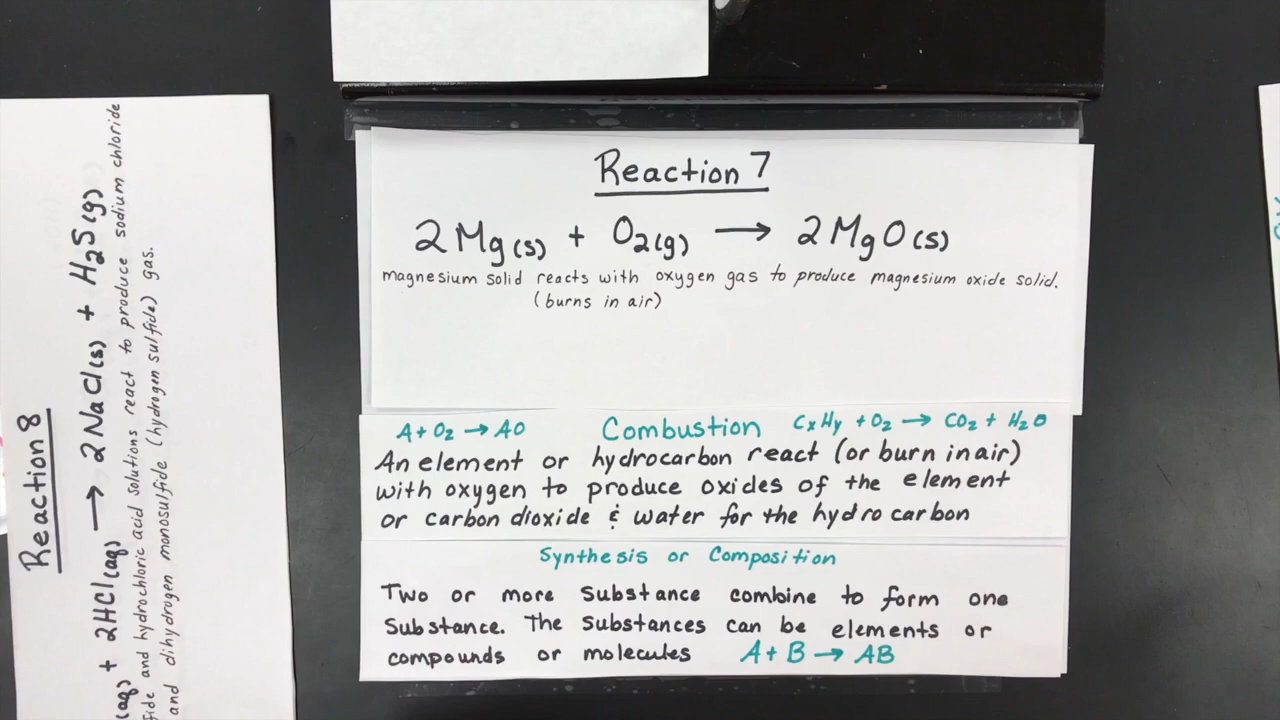 Reaction 7
2Mg(s) + O2(g) → 2MgO(s)
magnesium solid reacts with oxygen gas to produce magnesium oxide solid.
(burns in air)
A + O2 → AO
Combustion
CxHy + O2 → CO2 + H2O
An element or hydrocarbon react (or burn in air)
with oxygen to produce oxides of the element
or carbon dioxide & water for the hydrocarbon
Synthesis or Composition
Two or more Substance combine to form one
Substance. The Substances can be elements or
compounds or molecules A + B → AB
Reaction 8
(aq) + 2HCl(aq) → 2NaCl(s) + H2S(g)
fide and hydrochloric acid solutions react to produce sodium chloride
and dihydrogen monosulfide (hydrogen sulfide) gas.